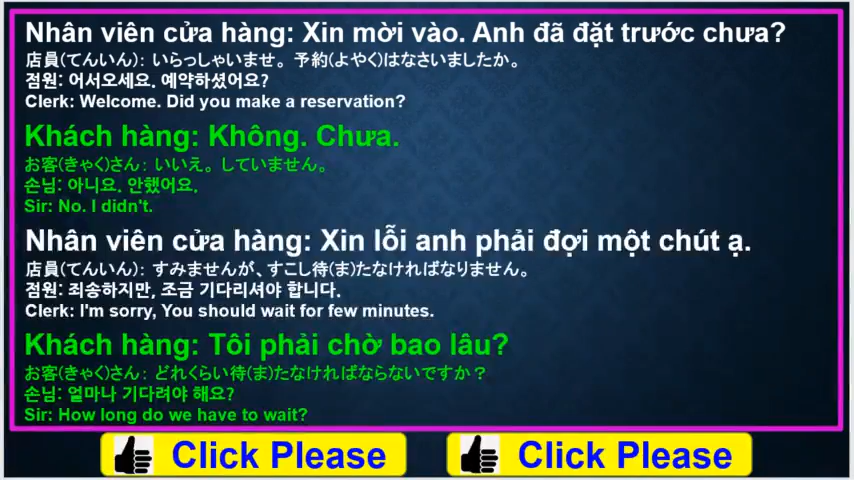 Nhân viên cửa hàng: Xin mời vào. Anh đã đặt trước chưa?
店員(てんいん)： いらっしゃいませ。 予約(よやく)はなさいましたか。
점원: 어서오세요. 예약하셨어요?
Clerk: Welcome. Did you make a reservation?
Khách hàng: Không. Chưa.
お客(きゃく)さん： いいえ。 していません。
손님: 아니요. 안했어요.
Sir: No. I didn't.
Nhân viên cửa hàng: Xin lỗi anh phải đợi một chút ạ.
店員(てんいん)： すみませんが、すこし待(ま)たなければなりません。
점원: 죄송하지만, 조금 기다리셔야 합니다.
Clerk: I'm sorry, You should wait for few minutes.
Khách hàng: Tôi phải chờ bao lâu?
お客(きゃく)さん： どれくらい待(ま)たなければならないですか？
손님: 얼마나 기다려야 해요?
Sir: How long do we have to wait?
Click Please
Click Please